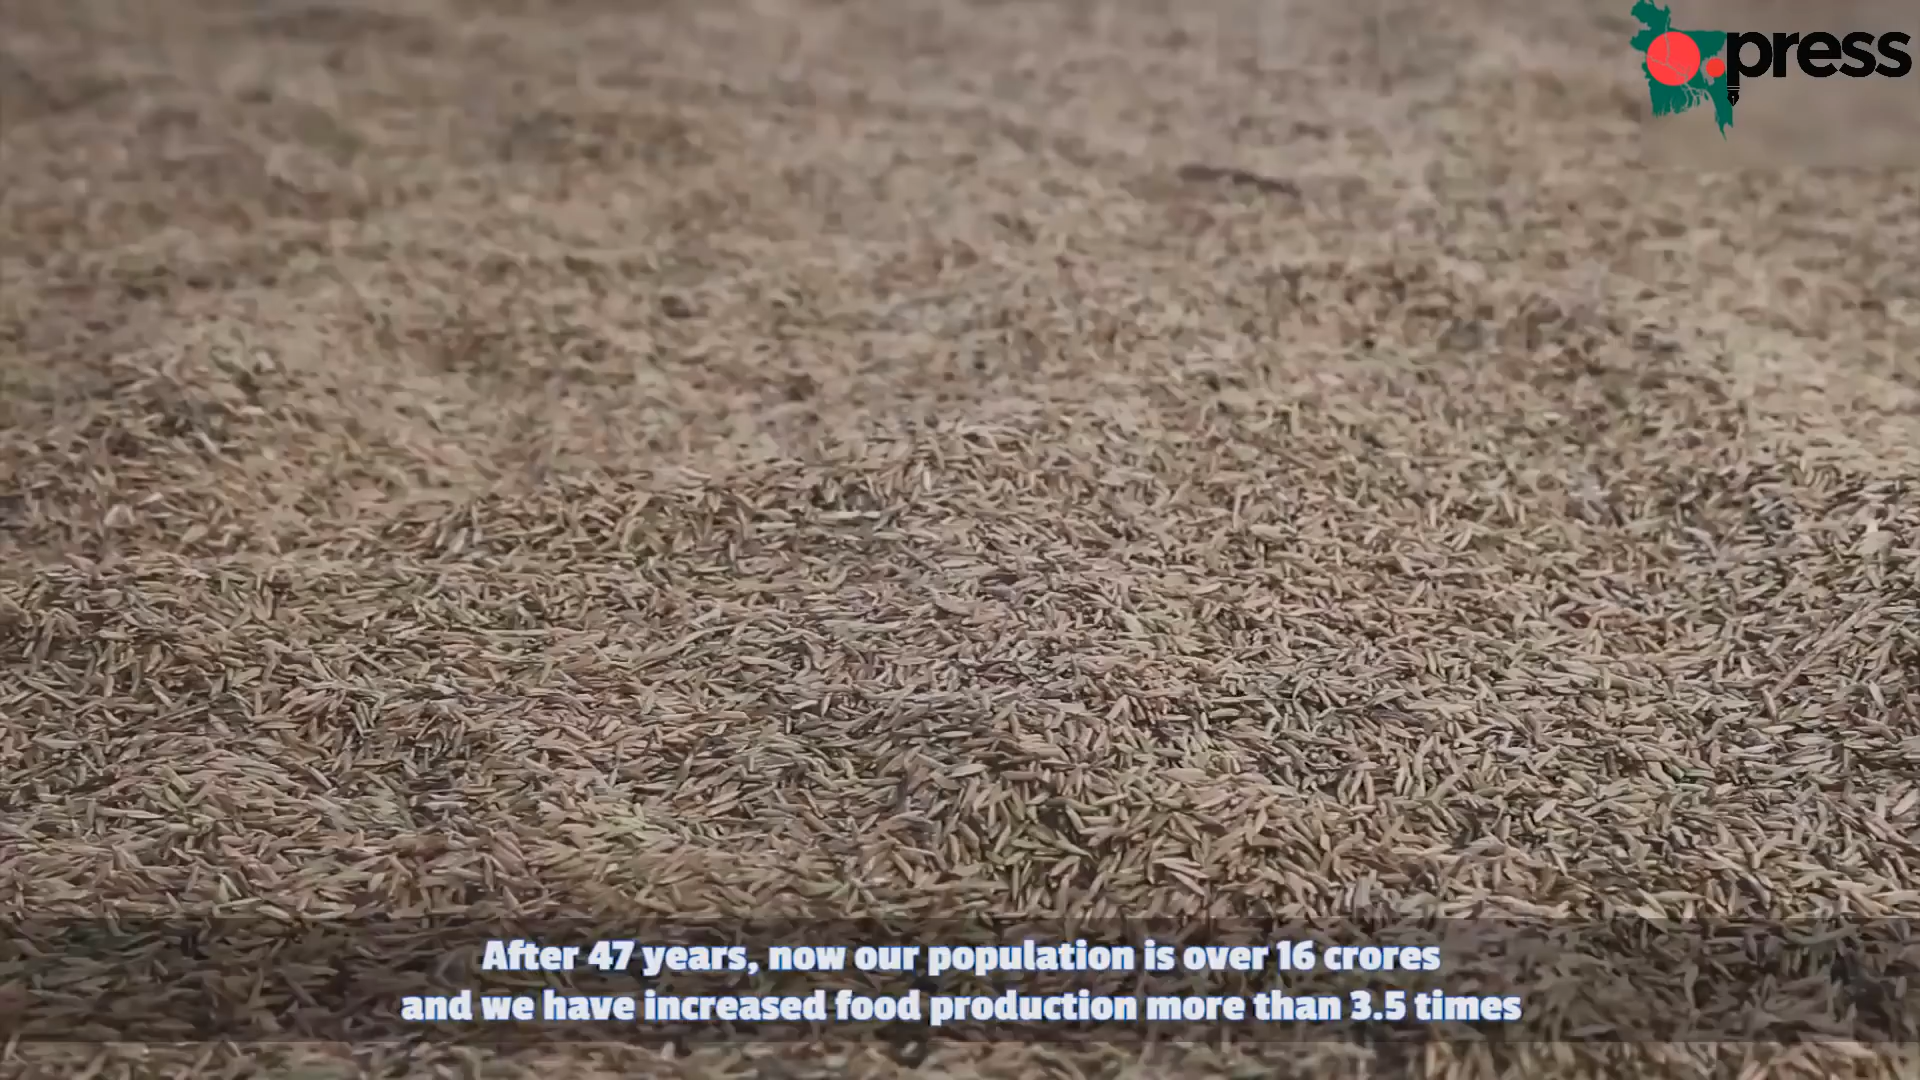 press
After 47 years, now our population is over 16 crores
and we have increased food production more than 3.5 times